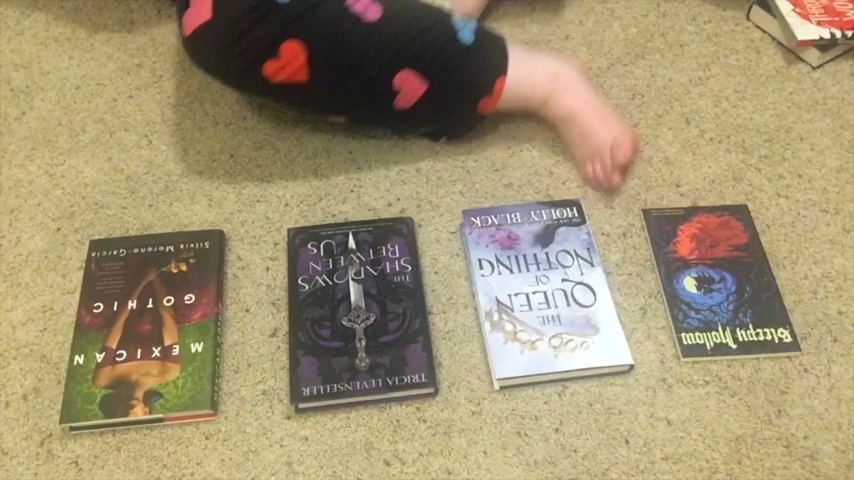 MEXICAN
GOTHIC
Silvia Moreno-Garcia
THE
SHADOWS
BETWEEN
US
TRICIA LEVENSELLER
HOLLY BLACK
THE
QUEEN
OF
NOTHING
Sleepy Hollow